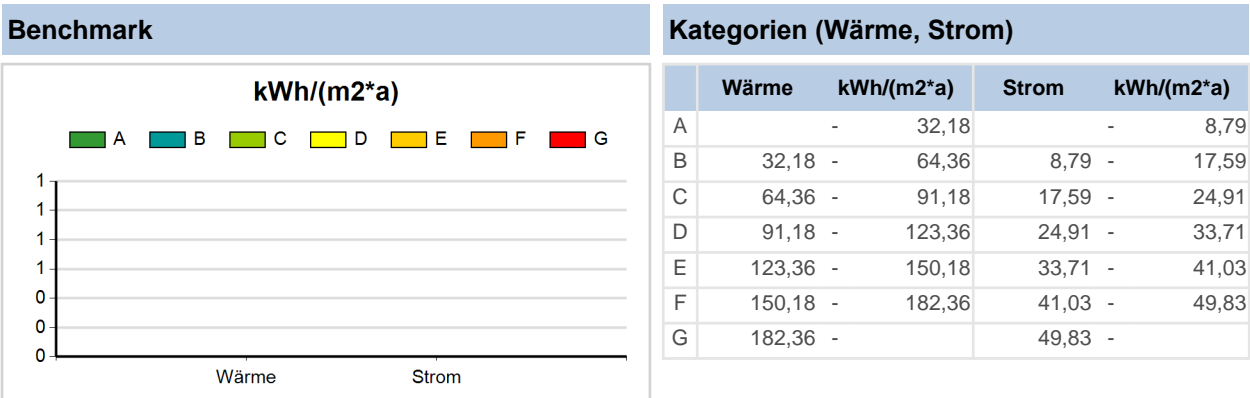 Benchmark
kWh/(m2*a)
A B C D E F G
1
1
1
1
0
0
0
Wärme Strom
Kategorien (Wärme, Strom)
Wärme kWh/(m2*a) Strom kWh/(m2*a)
A - 32,18 - 8,79
B 32,18 - 64,36 8,79 - 17,59
C 64,36 - 91,18 17,59 - 24,91
D 91,18 - 123,36 24,91 - 33,71
E 123,36 - 150,18 33,71 - 41,03
F 150,18 - 182,36 41,03 - 49,83
G 182,36 - 49,83 -